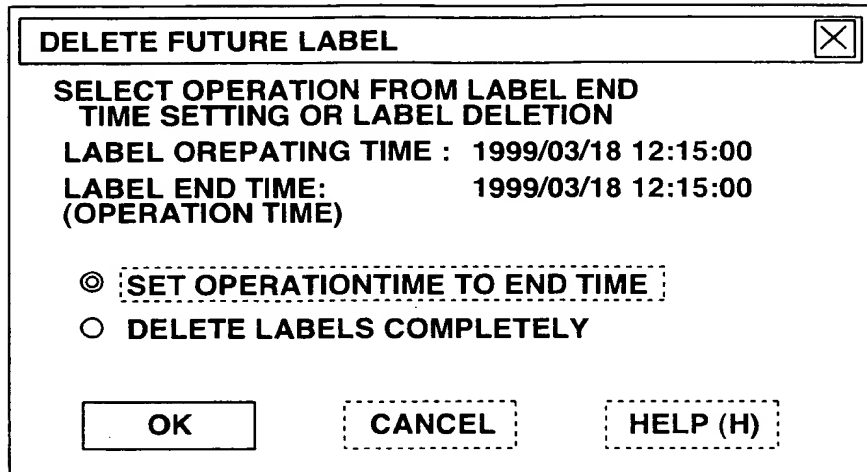 DELETE FUTURE LABEL
SELECT OPERATION FROM LABEL END
TIME SETTING OR LABEL DELETION
LABEL OREPATING TIME : 1999/03/18 12:15:00
LABEL END TIME: 1999/03/18 12:15:00
(OPERATION TIME)
SET OPERATIONTIME TO END TIME
DELETE LABELS COMPLETELY
OK CANCEL HELP (H)